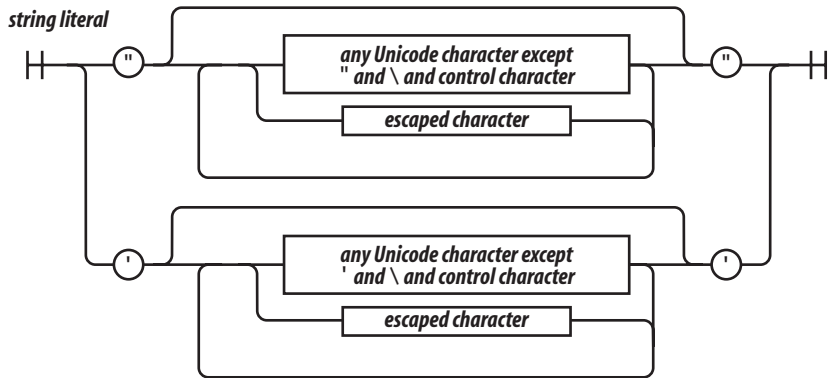 string literal
" any Unicode character except "
" and \ and control character
escaped character
' any Unicode character except '
' and \ and control character
escaped character